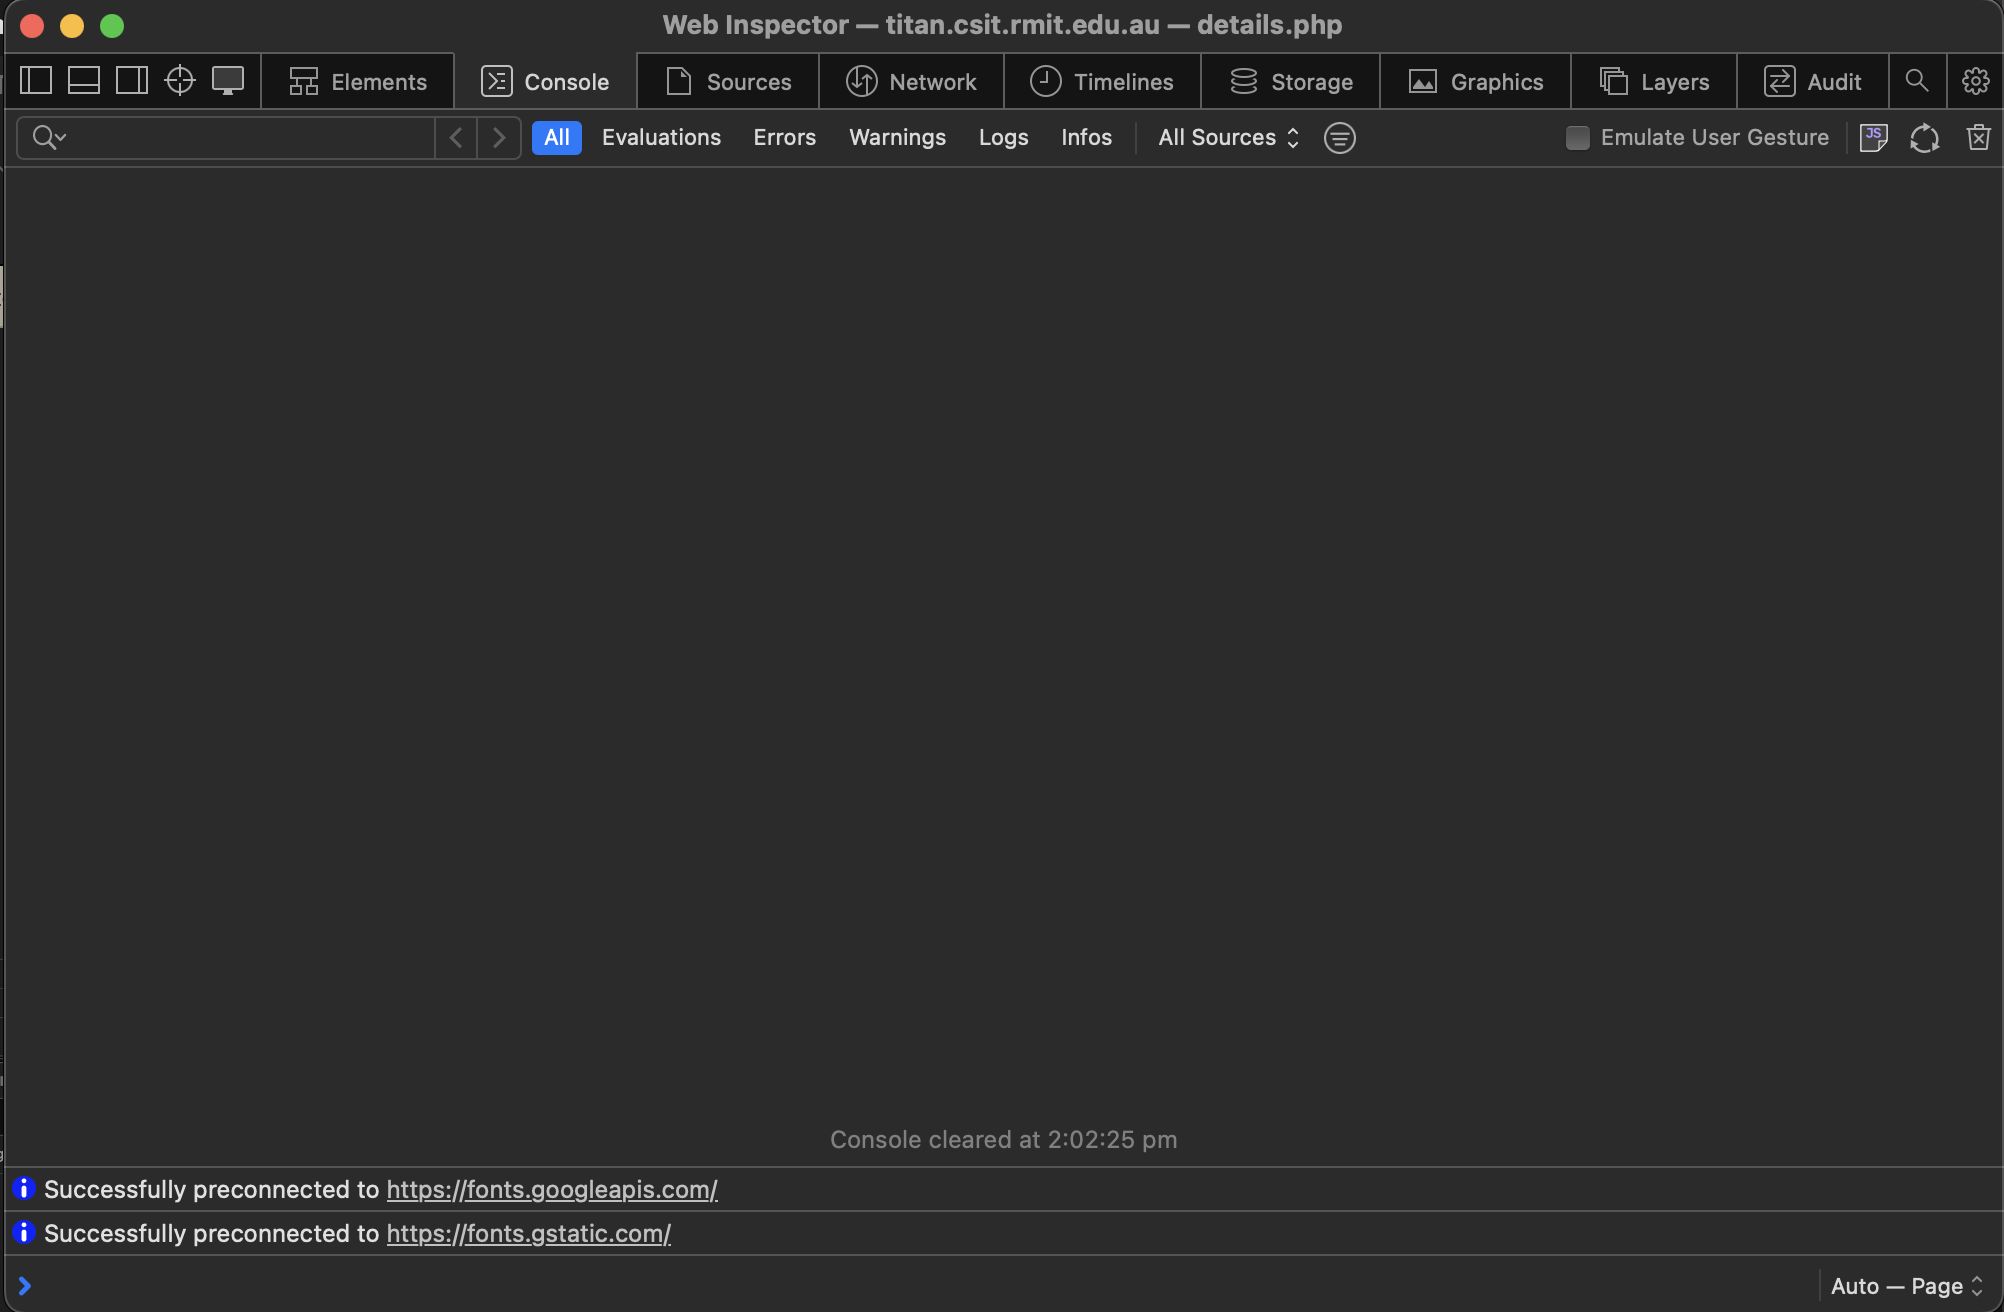 Web Inspector — titan.csit.rmit.edu.au — details.php
Elements Console Sources Network Timelines Storage Graphics Layers Audit
All Evaluations Errors Warnings Logs Infos All Sources Emulate User Gesture JS
Console cleared at 2:02:25 pm
Successfully preconnected to https://fonts.googleapis.com/
Successfully preconnected to https://fonts.gstatic.com/
Auto — Page